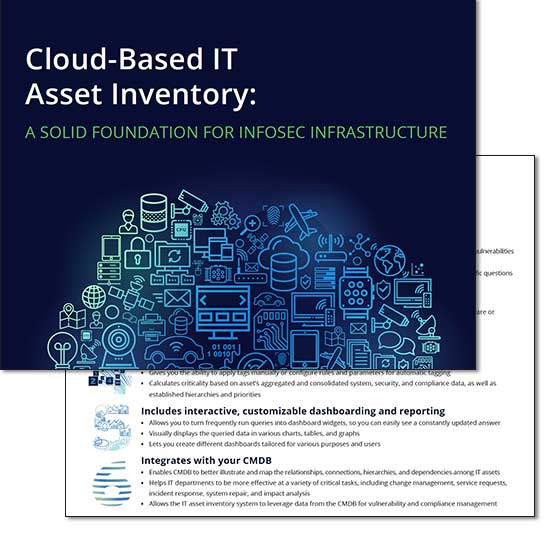 Cloud-Based IT
Asset Inventory:
A SOLID FOUNDATION FOR INFOSEC INFRASTRUCTURE
CPU
01 1
001 1010
vulnerabilities
questions
or
Gives you the ability to apply tags manually or configure rules and parameters for automatic tagging
• Calculates criticality based on asset's aggregated and consolidated system, security, and compliance data, as well as
established hierarchies and priorities
Includes interactive, customizable dashboarding and reporting
• Allows you to turn frequently run queries into dashboard widgets, so you can easily see a constantly updated answer
• Visually displays the queried data in various charts, tables, and graphs
• Lets you create different dashboards tailored for various purposes and users
6
Integrates with your CMDB
• Enables CMDB to better illustrate and map the relationships, connections, hierarchies, and dependencies among IT assets
• Helps IT departments to be more effective at a variety of critical tasks, including change management, service requests,
incident response, system repair, and impact analysis
• Allows the IT asset inventory system to leverage data from the CMDB for vulnerability and compliance management